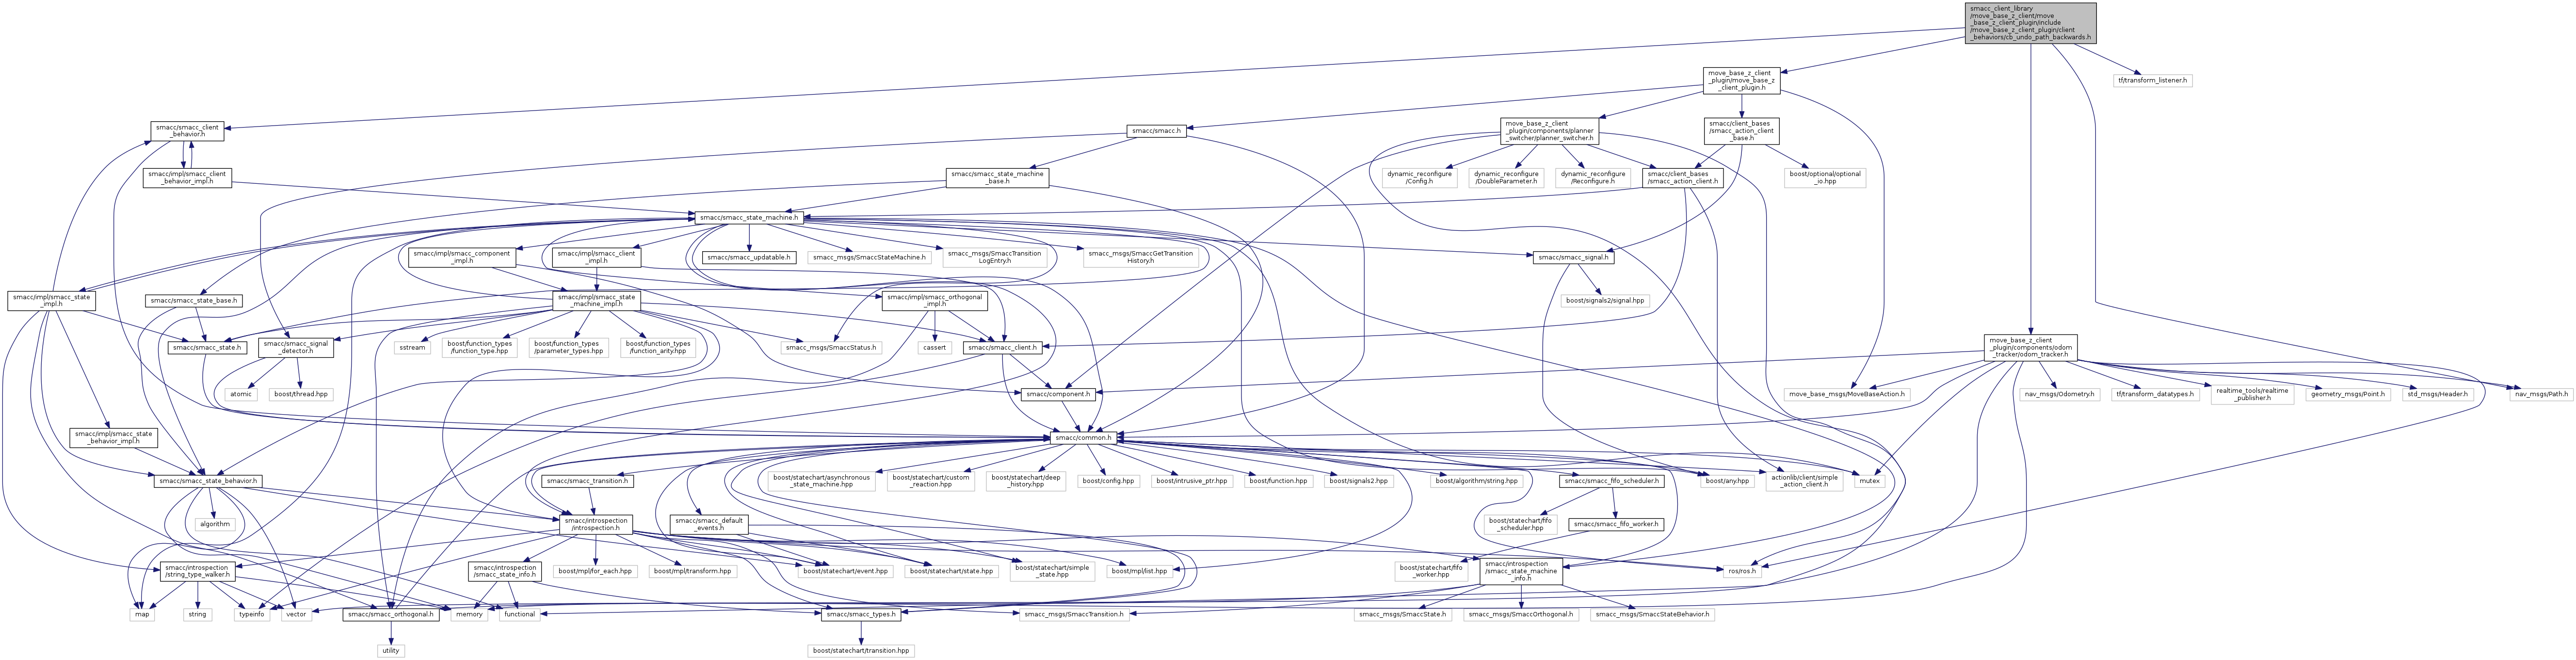 smacc_client_library
/move_base_z_client/move
_base_z_client_plugin/include
/move_base_z_client_plugin/client
_behaviors/cb_undo_path_backwards.h
move_base_z_client
_plugin/move_base_z
_client_plugin.h
tf/transform_listener.h
smacc/smacc_client
_behavior.h
smacc/smacc.h
move_base_z_client
_plugin/components/planner
_switcher/planner_switcher.h
smacc/client_bases
/smacc_action_client
_base.h
smacc/impl/smacc_client
_behavior_impl.h
smacc/smacc_state_machine
_base.h
dynamic_reconfigure
/Config.h
dynamic_reconfigure
/DoubleParameter.h
dynamic_reconfigure
/Reconfigure.h
smacc/client_bases
/smacc_action_client.h
boost/optional/optional
_io.hpp
smacc/smacc_state_machine.h
smacc/impl/smacc_component
_impl.h
smacc/impl/smacc_client
_impl.h
smacc/smacc_updatable.h
smacc_msgs/SmaccStateMachine.h
smacc_msgs/SmaccTransition
LogEntry.h
smacc_msgs/SmaccGetTransition
History.h
smacc/smacc_signal.h
smacc/impl/smacc_state
_impl.h
smacc/smacc_state_base.h
smacc/impl/smacc_state
_machine_impl.h
smacc/impl/smacc_orthogonal
_impl.h
boost/signals2/signal.hpp
smacc/smacc_state.h
smacc/smacc_signal
_detector.h
sstream
boost/function_types
/function_type.hpp
boost/function_types
/parameter_types.hpp
boost/function_types
/function_arity.hpp
smacc_msgs/SmaccStatus.h
cassert
smacc/smacc_client.h
move_base_z_client
_plugin/components/odom
_tracker/odom_tracker.h
atomic
boost/thread.hpp
smacc/component.h
move_base_msgs/MoveBaseAction.h
nav_msgs/Odometry.h
tf/transform_datatypes.h
realtime_tools/realtime
_publisher.h
geometry_msgs/Point.h
std_msgs/Header.h
nav_msgs/Path.h
smacc/impl/smacc_state
_behavior_impl.h
smacc/common.h
smacc/smacc_state_behavior.h
smacc/smacc_transition.h
boost/statechart/asynchronous
_state_machine.hpp
boost/statechart/custom
_reaction.hpp
boost/statechart/deep
_history.hpp
boost/config.hpp
boost/intrusive_ptr.hpp
boost/function.hpp
boost/signals2.hpp
boost/algorithm/string.hpp
smacc/smacc_fifo_scheduler.h
boost/any.hpp
actionlib/client/simple
_action_client.h
mutex
algorithm
smacc/introspection
/introspection.h
smacc/smacc_default
_events.h
boost/statechart/fifo
_scheduler.hpp
smacc/smacc_fifo_worker.h
smacc/introspection
/string_type_walker.h
smacc/introspection
/smacc_state_info.h
boost/mpl/for_each.hpp
boost/mpl/transform.hpp
boost/statechart/event.hpp
boost/statechart/state.hpp
boost/statechart/simple
_state.hpp
boost/mpl/list.hpp
boost/statechart/fifo
_worker.hpp
smacc/introspection
/smacc_state_machine
_info.h
ros/ros.h
map
string
typeinfo
vector
smacc/smacc_orthogonal.h
memory
functional
smacc/smacc_types.h
smacc_msgs/SmaccTransition.h
smacc_msgs/SmaccState.h
smacc_msgs/SmaccOrthogonal.h
smacc_msgs/SmaccStateBehavior.h
utility
boost/statechart/transition.hpp